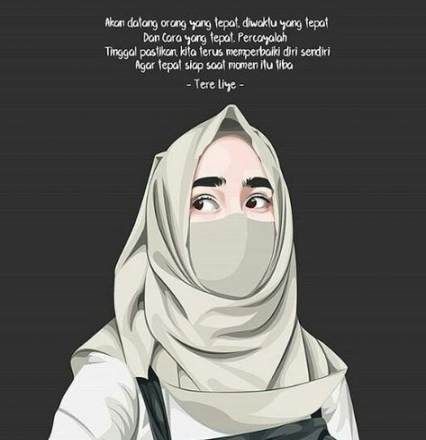 Akan datang orang yang tepat, diwaktu yang tepat
Dan Cara yang tepat. Percayalah
Tinggal pastikan, kita terus memperbaiki diri sendiri
Agar tepat siap saat momen itu tiba
- Tere Liye -